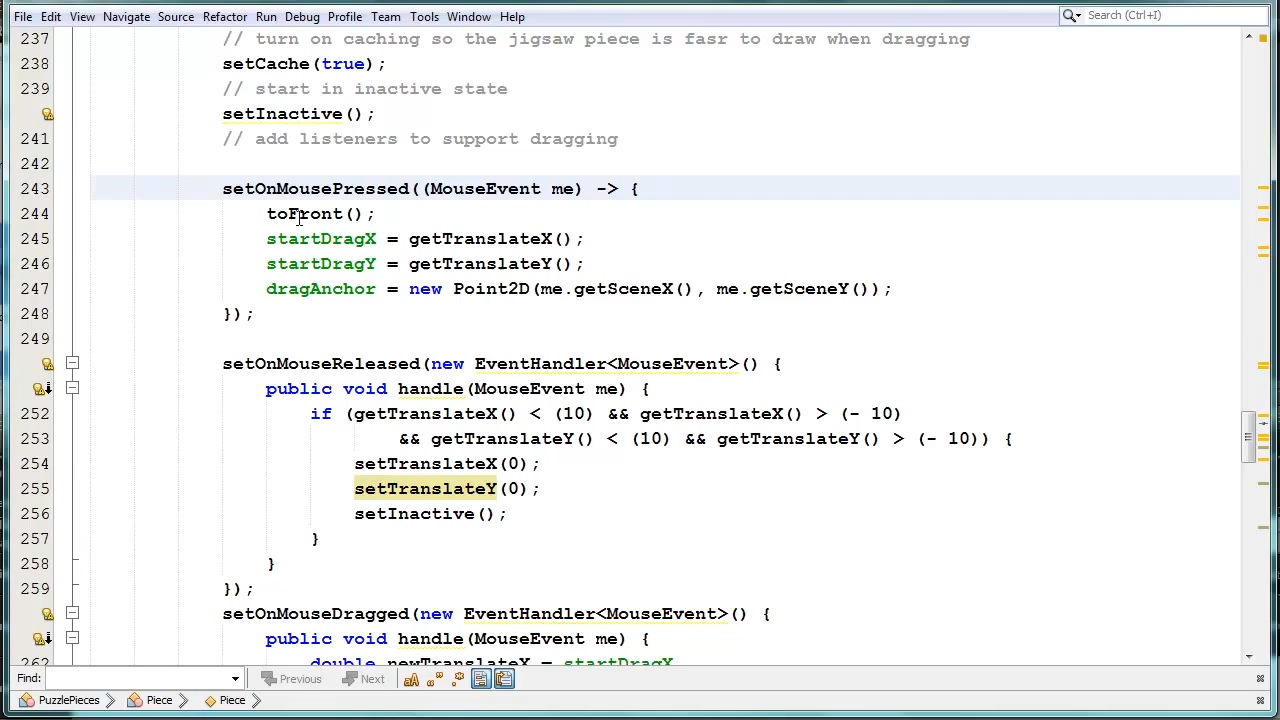 File Edit View Navigate Source Refactor Run Debug Profile Team Tools Window Help Search (Ctrl+I)
237 // turn on caching so the jigsaw piece is fasr to draw when dragging
238 setCache(true);
239 // start in inactive state
setInactive();
241 // add listeners to support dragging
242
243 setOnMousePressed((MouseEvent me) -> {
244 toFront();
245 startDragX = getTranslateX();
246 startDragY = getTranslateY();
247 dragAnchor = new Point2D(me.getSceneX(), me.getSceneY());
248 });
249
setOnMouseReleased(new EventHandler<MouseEvent>() {
public void handle(MouseEvent me) {
252 if (getTranslateX() < (10) && getTranslateX() > (- 10)
253 && getTranslateY() < (10) && getTranslateY() > (- 10)) {
254 setTranslateX(0);
255 setTranslateY(0);
256 setInactive();
257 }
258 }
259 });
setOnMouseDragged(new EventHandler<MouseEvent>() {
public void handle(MouseEvent me) {
262 double newTranslateX = startDragX
Find: Previous Next
PuzzlePieces Piece Piece